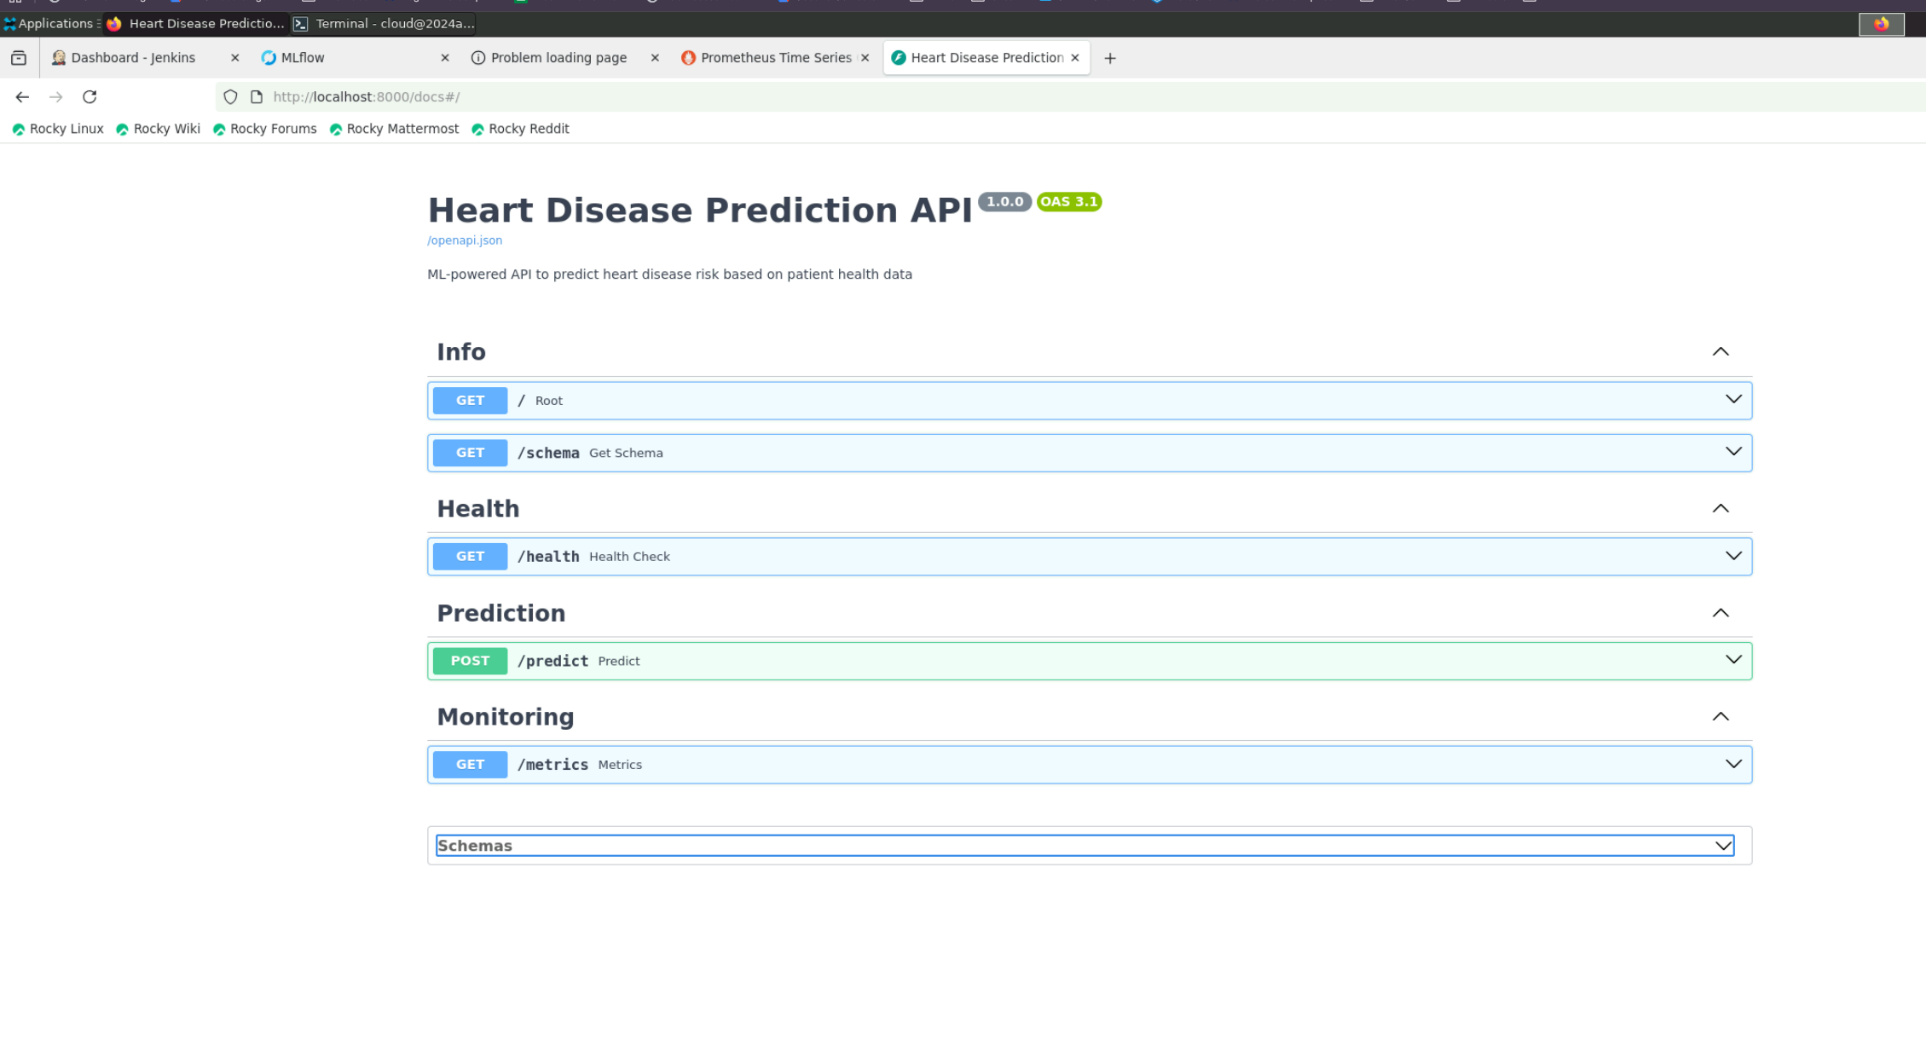 Applications
Heart Disease Predictio...
Terminal - cloud@2024a...
Dashboard - Jenkins
MLflow
Problem loading page
Prometheus Time Series
Heart Disease Prediction
http://localhost:8000/docs#/
Rocky Linux
Rocky Wiki
Rocky Forums
Rocky Mattermost
Rocky Reddit
Heart Disease Prediction API 1.0.0 OAS 3.1
/openapi.json
ML-powered API to predict heart disease risk based on patient health data
Info
GET / Root
GET /schema Get Schema
Health
GET /health Health Check
Prediction
POST /predict Predict
Monitoring
GET /metrics Metrics
Schemas